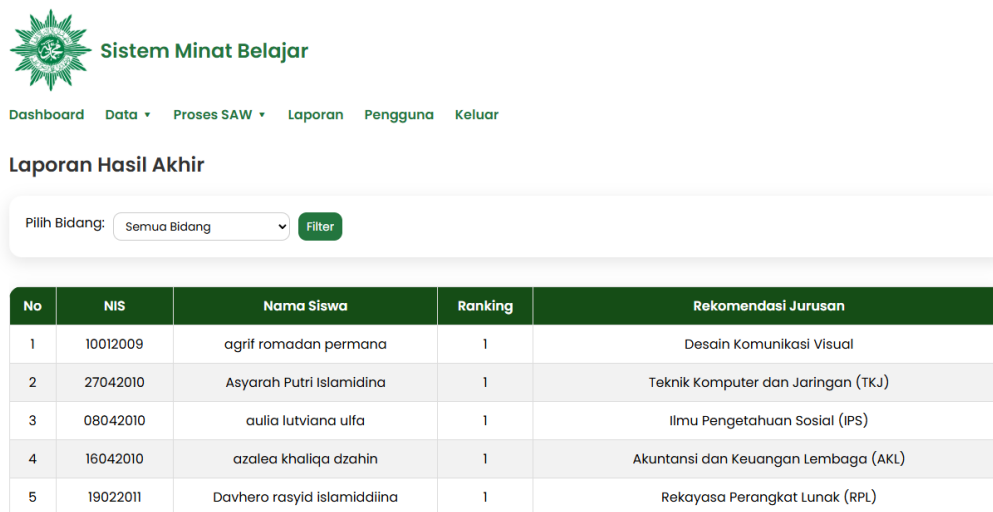 Sistem Minat Belajar
Dashboard Data ▾ Proses SAW ▾ Laporan Pengguna Keluar
Laporan Hasil Akhir
Pilih Bidang: Semua Bidang Filter
No NIS Nama Siswa Ranking Rekomendasi Jurusan
1 10012009 agrif romadan permana 1 Desain Komunikasi Visual
2 27042010 Asyarah Putri Islamidina 1 Teknik Komputer dan Jaringan (TKJ)
3 08042010 aulia lutviana ulfa 1 Ilmu Pengetahuan Sosial (IPS)
4 16042010 azalea khaliqa dzahin 1 Akuntansi dan Keuangan Lembaga (AKL)
5 19022011 Davhero rasyid islamiddiina 1 Rekayasa Perangkat Lunak (RPL)